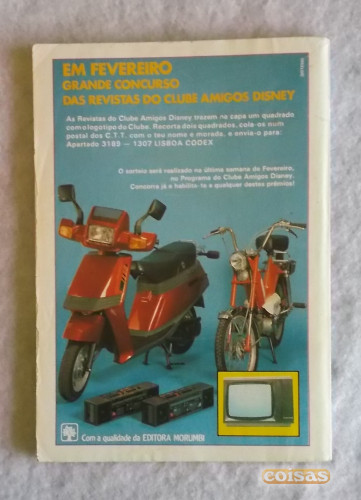 EM FEVEREIRO
GRANDE CONCURSO
DAS REVISTAS DO CLUBE AMIGOS DISNEY
As Revistas do Clube Amigos Disney trazem na capa um quadrado
com o logotipo do Clube. Recorta dois quadrados, cola-os num
postal dos C.T.T. com o teu nome e morada, e envia-o para:
Apartado 3189 — 1307 LISBOA CODEX
O sorteio será realizado na última semana de Fevereiro,
no Programa do Clube Amigos Disney.
Concorre já e habilita-te a qualquer destes prémios!
Com a qualidade da EDITORA MORUMBI
coisas